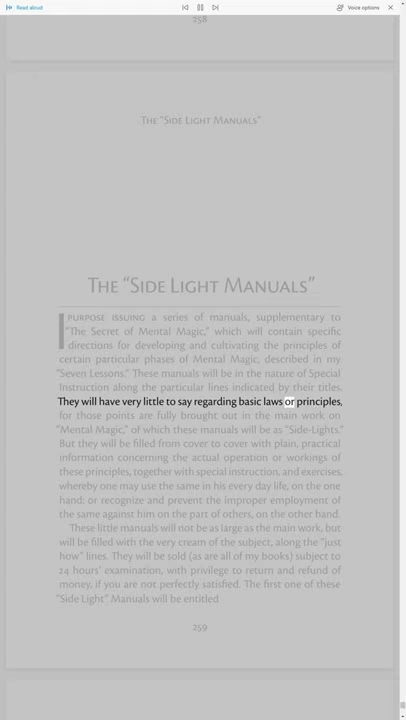 Read aloud
Voice options
258
The “Side Light Manuals”
The “Side Light Manuals”
I purpose issuing a series of manuals, supplementary to
“The Secret of Mental Magic,” which will contain specific
directions for developing and cultivating the principles of
certain particular phases of Mental Magic, described in my
“Seven Lessons.” These manuals will be in the nature of Special
Instruction along the particular lines indicated by their titles.
They will have very little to say regarding basic laws or principles,
for those points are fully brought out in the main work on
“Mental Magic,” of which these manuals will be as “Side-Lights.”
But they will be filled from cover to cover with plain, practical
information concerning the actual operation or workings of
these principles, together with special instruction, and exercises,
whereby one may use the same in his every day life, on the one
hand; or recognize and prevent the improper employment of
the same against him on the part of others, on the other hand.
These little manuals will not be as large as the main work, but
will be filled with the very cream of the subject, along the “just
how” lines. They will be sold (as are all of my books) subject to
24 hours’ examination, with privilege to return and refund of
money, if you are not perfectly satisfied. The first one of these
“Side Light” Manuals will be entitled
259